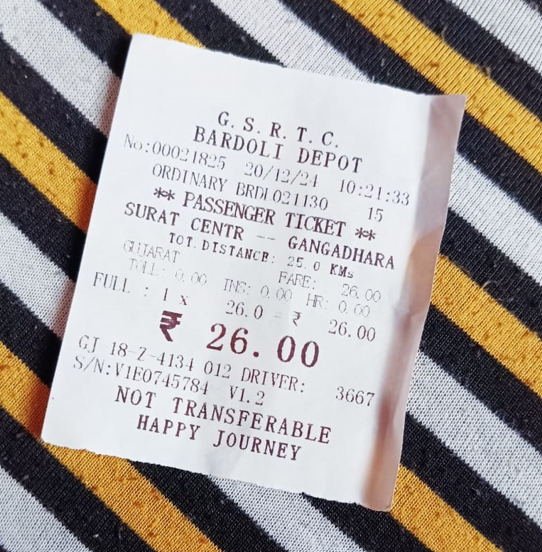 G. S. R. T. C.
BARDOLI DEPOT
No:00021825 20/12/24 10:21:33
ORDINARY BRDL021130 15
** PASSENGER TICKET **
SURAT CENTR -- GANGADHARA
TOT.DISTANCE: 25.0 KMs
GUJARAT FARE: 26.00
TOLL: 0.00 INS: 0.00 HR: 0.00
FULL : 1 x 26.0 = ₹ 26.00
₹ 26.00
GJ 18-Z-4134 012 DRIVER: 3667
S/N:V1E0745784 V1.2
NOT TRANSFERABLE
HAPPY JOURNEY